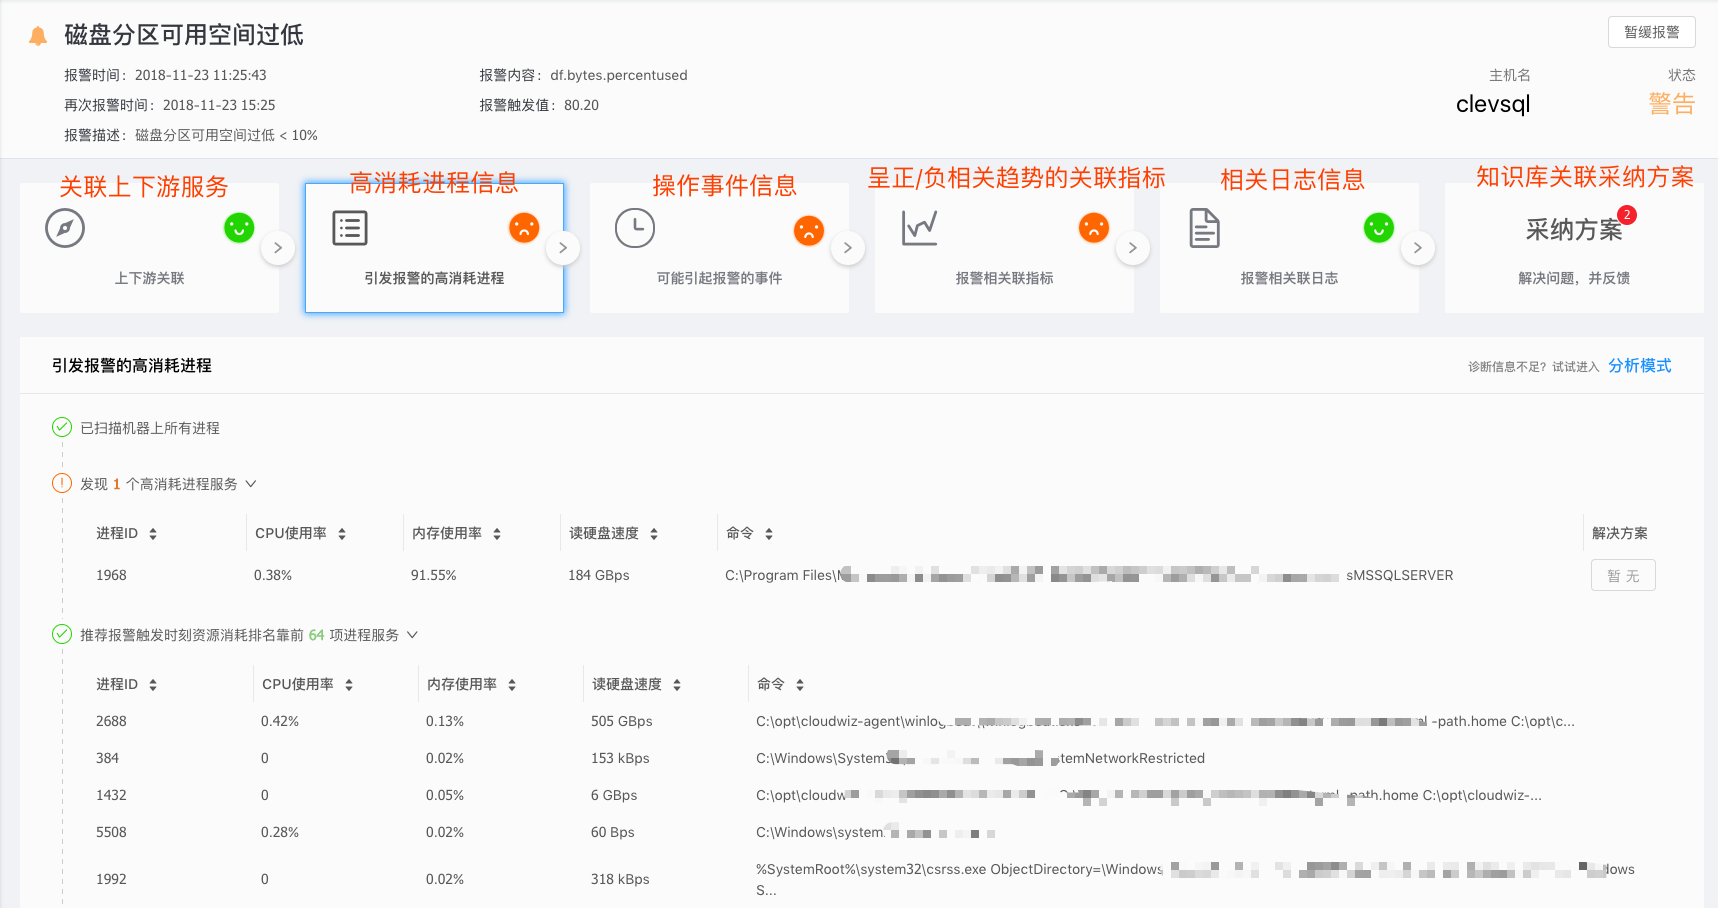 磁盘分区可用空间过低
暂缓报警
报警时间：2018-11-23 11:25:43
报警内容：df.bytes.percentused
主机名
状态
再次报警时间：2018-11-23 15:25
报警触发值：80.20
clevsql
警告
报警描述：磁盘分区可用空间过低 < 10%
关联上下游服务
高消耗进程信息
操作事件信息
呈正/负相关趋势的关联指标
相关日志信息
知识库关联采纳方案
采纳方案
2
上下游关联
引发报警的高消耗进程
可能引起报警的事件
报警相关联指标
报警相关联日志
解决问题，并反馈
引发报警的高消耗进程
诊断信息不足？试试进入 分析模式
已扫描机器上所有进程
发现 1 个高消耗进程服务
进程ID CPU使用率 内存使用率 读硬盘速度 命令 解决方案
1968 0.38% 91.55% 184 GBps C:\Program Files\ sMSSQLSERVER 暂 无
推荐报警触发时刻资源消耗排名靠前 64 项进程服务
进程ID CPU使用率 内存使用率 读硬盘速度 命令
2688 0.42% 0.13% 505 GBps C:\opt\cloudwiz-agent\winlog -path.home C:\opt\c...
384 0 0.02% 153 kBps C:\Windows\System3 temNetworkRestricted
1432 0 0.05% 6 GBps C:\opt\cloudw path.home C:\opt\cloudwiz-...
5508 0.28% 0.02% 60 Bps C:\Windows\system
1992 0 0.02% 318 kBps %SystemRoot%\system32\csrss.exe ObjectDirectory=\Windows dows
S...